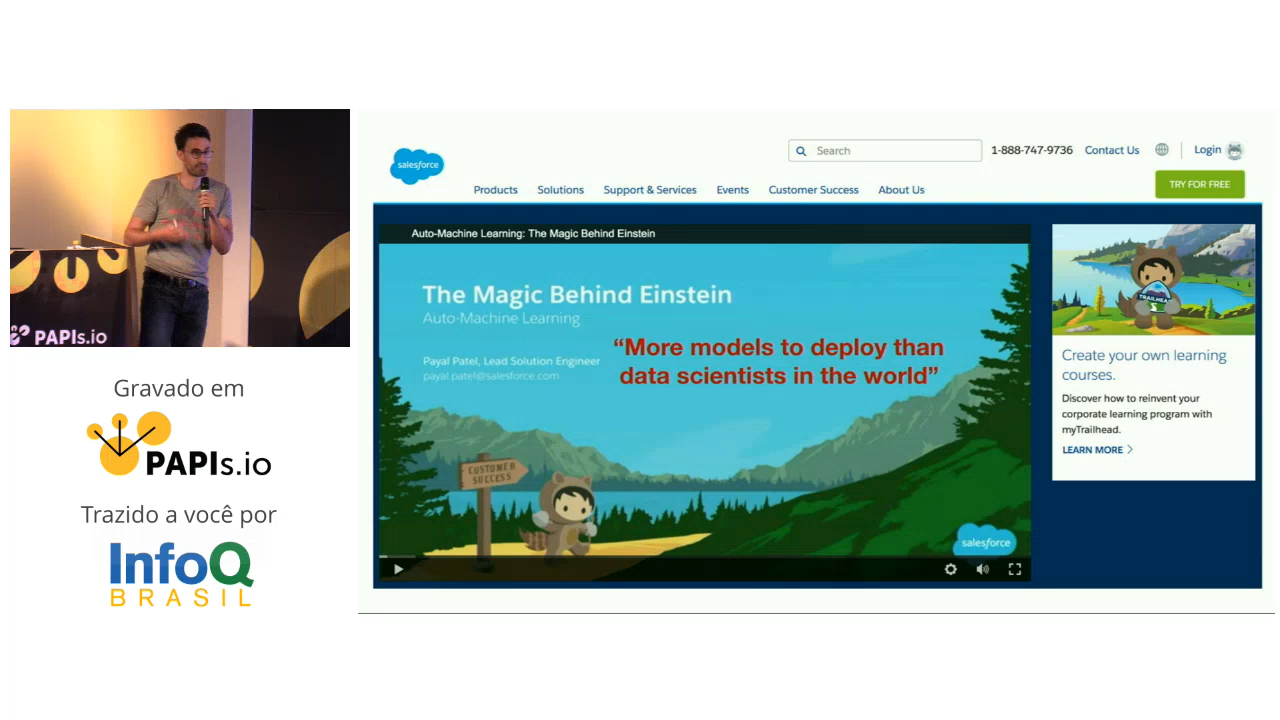 PAPIs.io
Gravado em
PAPIs.io
Trazido a você por
InfoQ
BRASIL
salesforce
Search
1-888-747-9736
Contact Us
Login
Products
Solutions
Support & Services
Events
Customer Success
About Us
TRY FOR FREE
Auto-Machine Learning: The Magic Behind Einstein
The Magic Behind Einstein
Auto-Machine Learning
Payal Patel, Lead Solution Engineer
payal.patel@salesforce.com
“More models to deploy than
data scientists in the world”
CUSTOMER
SUCCESS
salesforce
TRAILHEAD
Create your own learning
courses.
Discover how to reinvent your
corporate learning program with
myTrailhead.
LEARN MORE